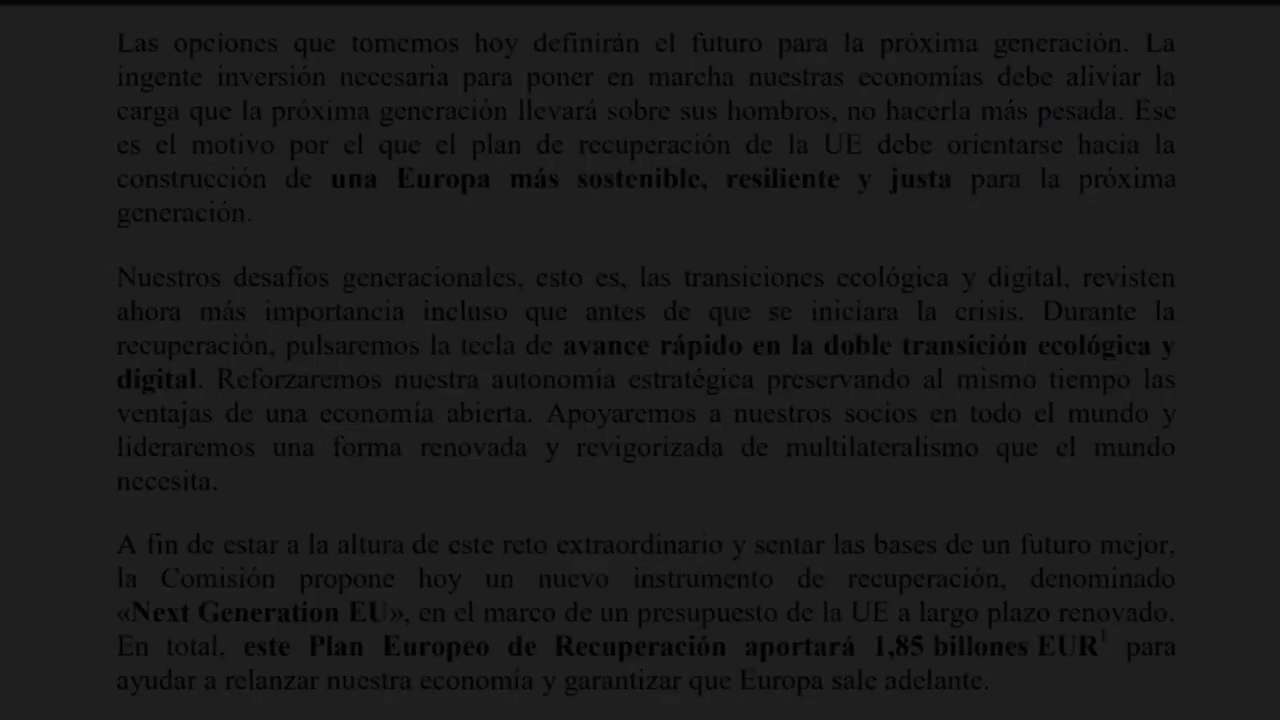 Las opciones que tomemos hoy definirán el futuro para la próxima generación. La
ingente inversión necesaria para poner en marcha nuestras economías debe aliviar la
carga que la próxima generación llevará sobre sus hombros, no hacerla más pesada. Ese
es el motivo por el que el plan de recuperación de la UE debe orientarse hacia la
construcción de una Europa más sostenible, resiliente y justa para la próxima
generación.
Nuestros desafíos generacionales, esto es, las transiciones ecológica y digital, revisten
ahora más importancia incluso que antes de que se iniciara la crisis. Durante la
recuperación, pulsaremos la tecla de avance rápido en la doble transición ecológica y
digital. Reforzaremos nuestra autonomía estratégica preservando al mismo tiempo las
ventajas de una economía abierta. Apoyaremos a nuestros socios en todo el mundo y
lideraremos una forma renovada y revigorizada de multilateralismo que el mundo
necesita.
A fin de estar a la altura de este reto extraordinario y sentar las bases de un futuro mejor,
la Comisión propone hoy un nuevo instrumento de recuperación, denominado
«Next Generation EU», en el marco de un presupuesto de la UE a largo plazo renovado.
En total, este Plan Europeo de Recuperación aportará 1,85 billones EUR¹ para
ayudar a relanzar nuestra economía y garantizar que Europa sale adelante.